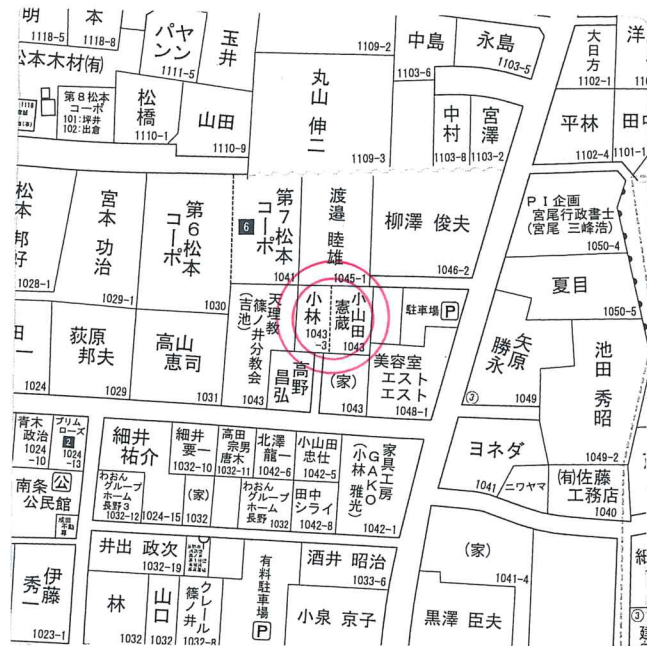 明
1118-5
本
1118-8
パヤン
1111-5
玉井
丸山 伸二
1109-2
1109-3
中島
1103-6
永島
1103-5
大日方
1102-1
洋
松本木材㈲
第8松本
コーポ
101:坪井
102:出倉
松橋
1110-1
山田
1110-9
中村
1103-8
宮澤
1103-2
平林
1102-4
田中
1101-1
松本 邦好
1028-1
宮本 功治
1029-1
第6松本
コーポ
1030
6
第7松本
コーポ
1041
渡邉 睦雄
1045-1
柳澤 俊夫
1046-2
PI企画
宮尾行政書士
(宮尾 三峰浩)
1050-4
夏目
1050-5
1024
荻原
邦夫
1029
高山
恵司
1031
天理教
篠ノ井分教会
(吉池)
1043
小林
1043
-3
小山田
憲蔵
1043
駐車場 P
高野
昌弘
(家)
1043
美容室
エスト
エスト
1048-1
矢原
勝永
1049
③
池田 秀昭
1049-2
青木
政治
1024
-10
プリム
ローズ
2
1024
-13
細井
祐介
細井
要一
1032-10
高田
宗男
唐木
1032-11
北澤
龍一
1042-6
小山田
忠仕
1042-5
家具工房
GAKO
(小林 雅光)
1042-1
ヨネダ
1041
ニワヤマ
㈲佐藤
工務店
1040
南条 公
公民館
わおん
グループ
ホーム
長野3
1032-12
1024-15
(家)
1032
わおん
グループ
ホーム
長野
1032
田中
シライ
1042-8
伊藤
秀一
1023-1
井出 政次
1032-19
林
1032
山口
1032
クレール
篠ノ井
1032-8
有料駐車場
P
酒井 昭治
1033-6
小泉 京子
(家)
1041-4
黒澤 臣夫
細
③
建